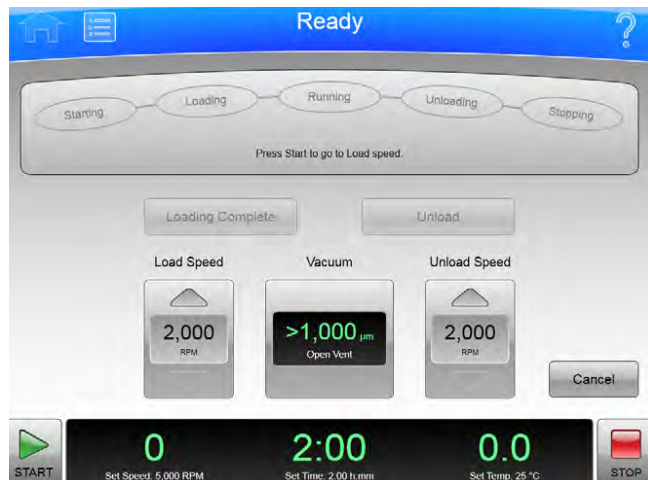 Ready
?
Starting
Loading
Running
Unloading
Stopping
Press Start to go to Load speed.
Loading Complete
Unload
Load Speed
Vacuum
Unload Speed
2,000
RPM
>1,000 µm
Open Vent
2,000
RPM
Cancel
START
0
Set Speed. 5,000 RPM
2:00
Set Time. 2.00 h:mm
0.0
Set Temp. 25 °C
STOP